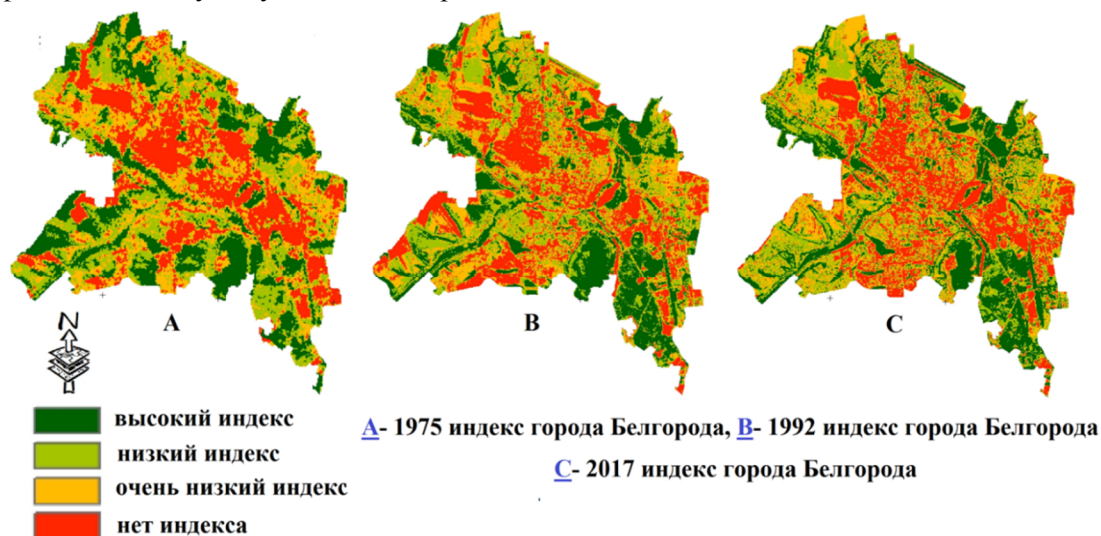 A
B
C
N
высокий индекс
низкий индекс
очень низкий индекс
нет индекса
A- 1975 индекс города Белгорода, B- 1992 индекс города Белгорода
C- 2017 индекс города Белгорода